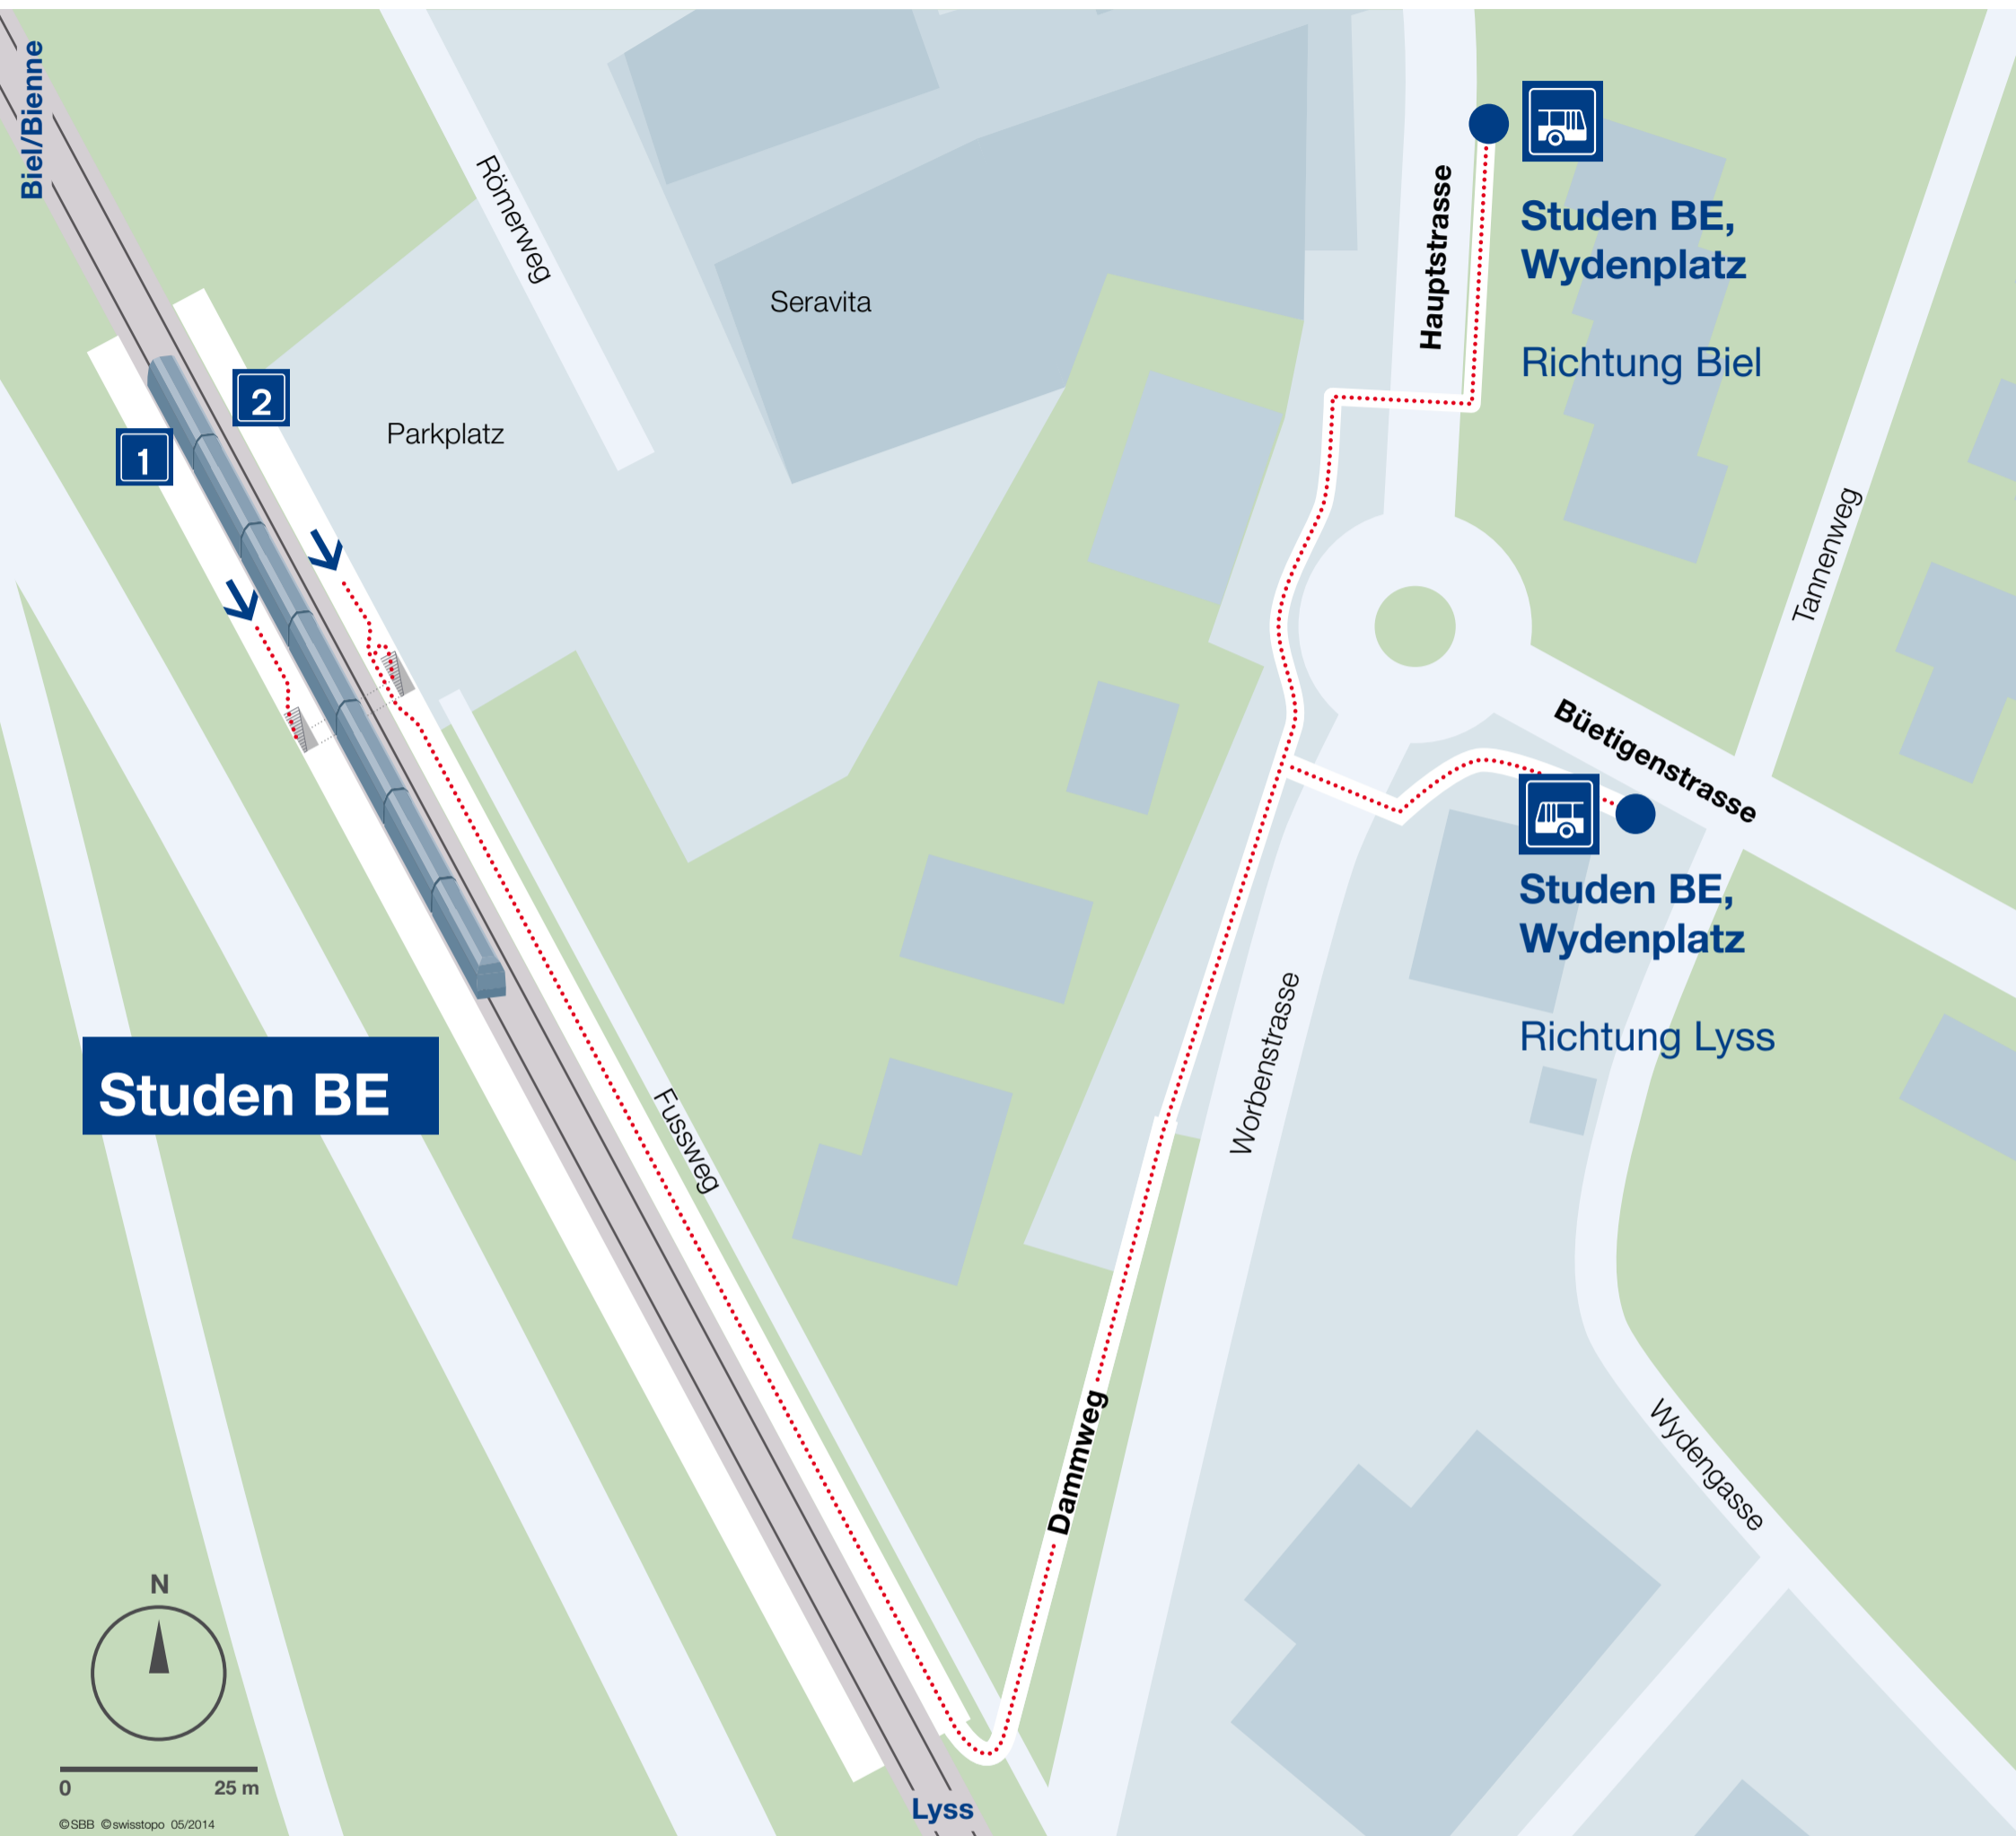 Biel/Bienne
Römerweg
Hauptstrasse
Studen BE,
Wydenplatz
Richtung Biel
Seravita
2
Parkplatz
1
Tannenweg
Büetigenstrasse
Studen BE,
Wydenplatz
Richtung Lyss
Worbenstrasse
Studen BE
Fussweg
Dammweg
Wydengasse
N
0 25 m
Lyss
©SBB ©swisstopo 05/2014